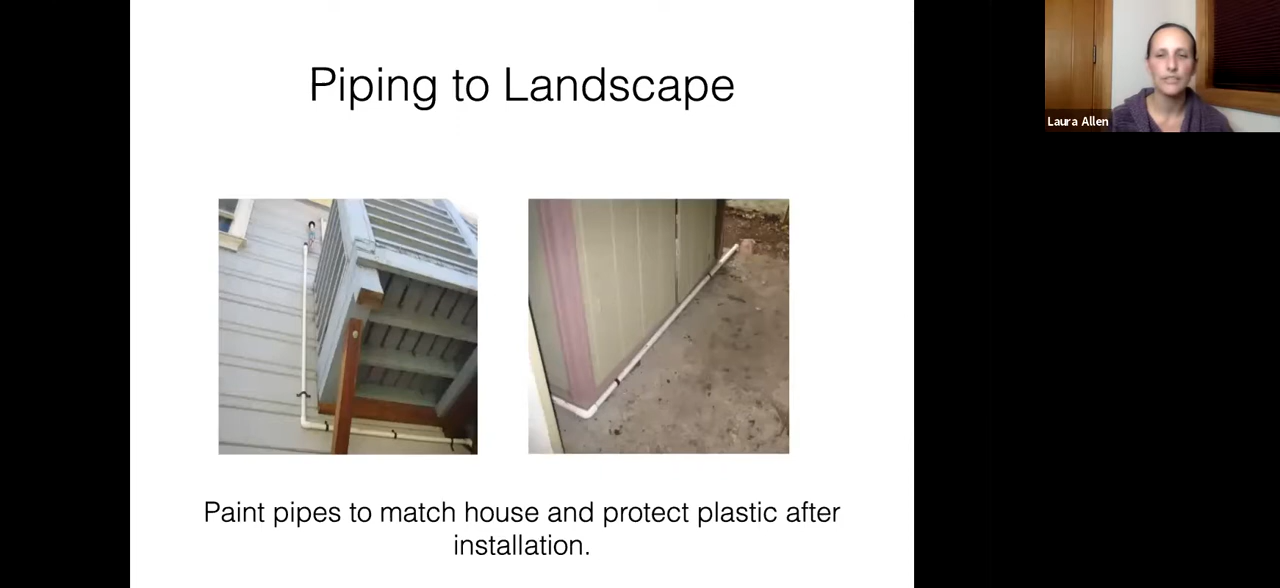 Piping to Landscape
Laura Allen
Paint pipes to match house and protect plastic after
installation.